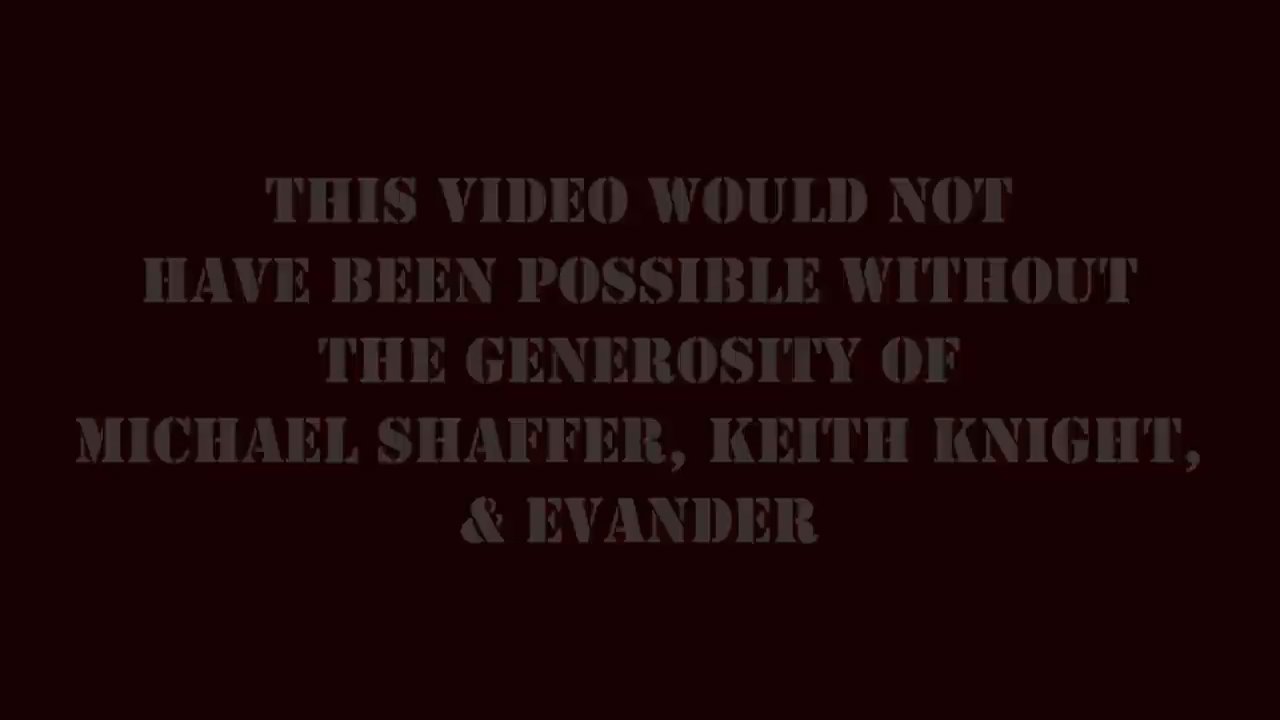 THIS VIDEO WOULD NOT
HAVE BEEN POSSIBLE WITHOUT
THE GENEROSITY OF
MICHAEL SHAFFER, KEITH KNIGHT,
& EVANDER